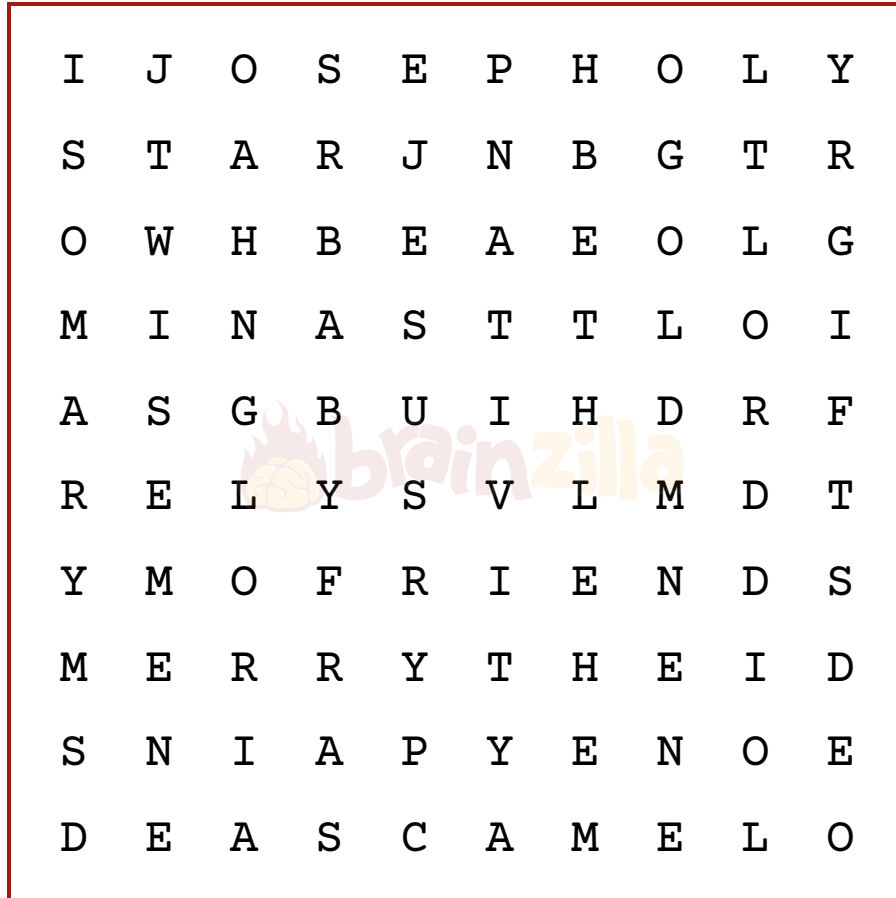 I J O S E P H O L Y
S T A R J N B G T R
O W H B E A E O L G
M I N A S T T L O I
A S G B U I H D R F
R E L Y S V L M D T
Y M O F R I E N D S
M E R R Y T H E I D
S N I A P Y E N O E
D E A S C A M E L O
brainzilla